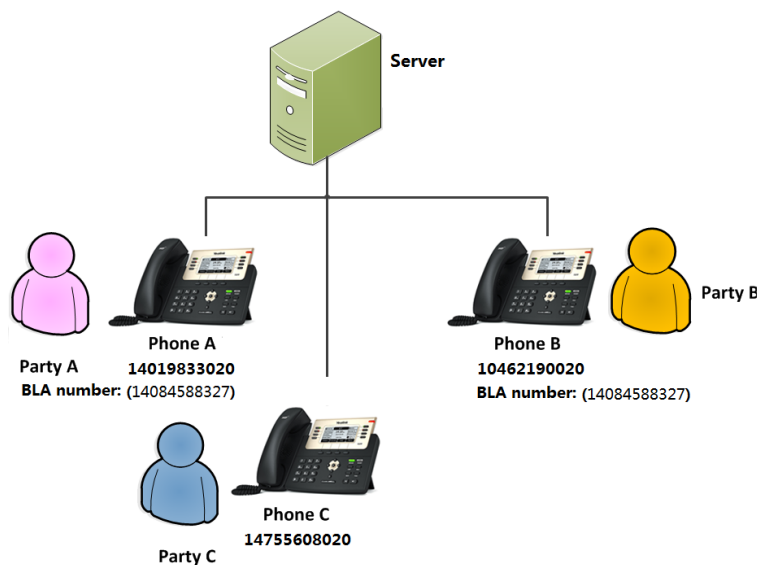 Server
Party A
Phone A
14019833020
BLA number: (14084588327)
Phone B
10462190020
BLA number: (14084588327)
Party B
Party C
Phone C
14755608020